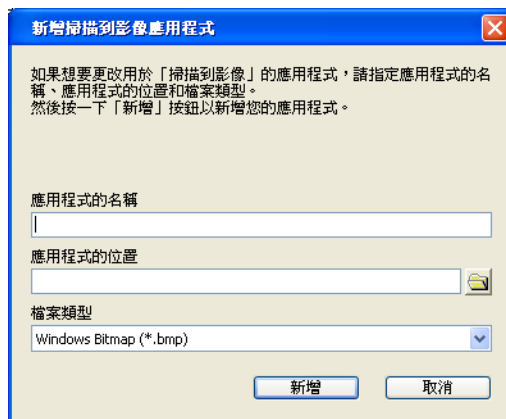 新增掃描到影像應用程式
如果想要更改用於「掃描到影像」的應用程式，請指定應用程式的名
稱、應用程式的位置和檔案類型。
然後按一下「新增」按鈕以新增您的應用程式。
應用程式的名稱
應用程式的位置
檔案類型
Windows Bitmap (*.bmp)
新增
取消